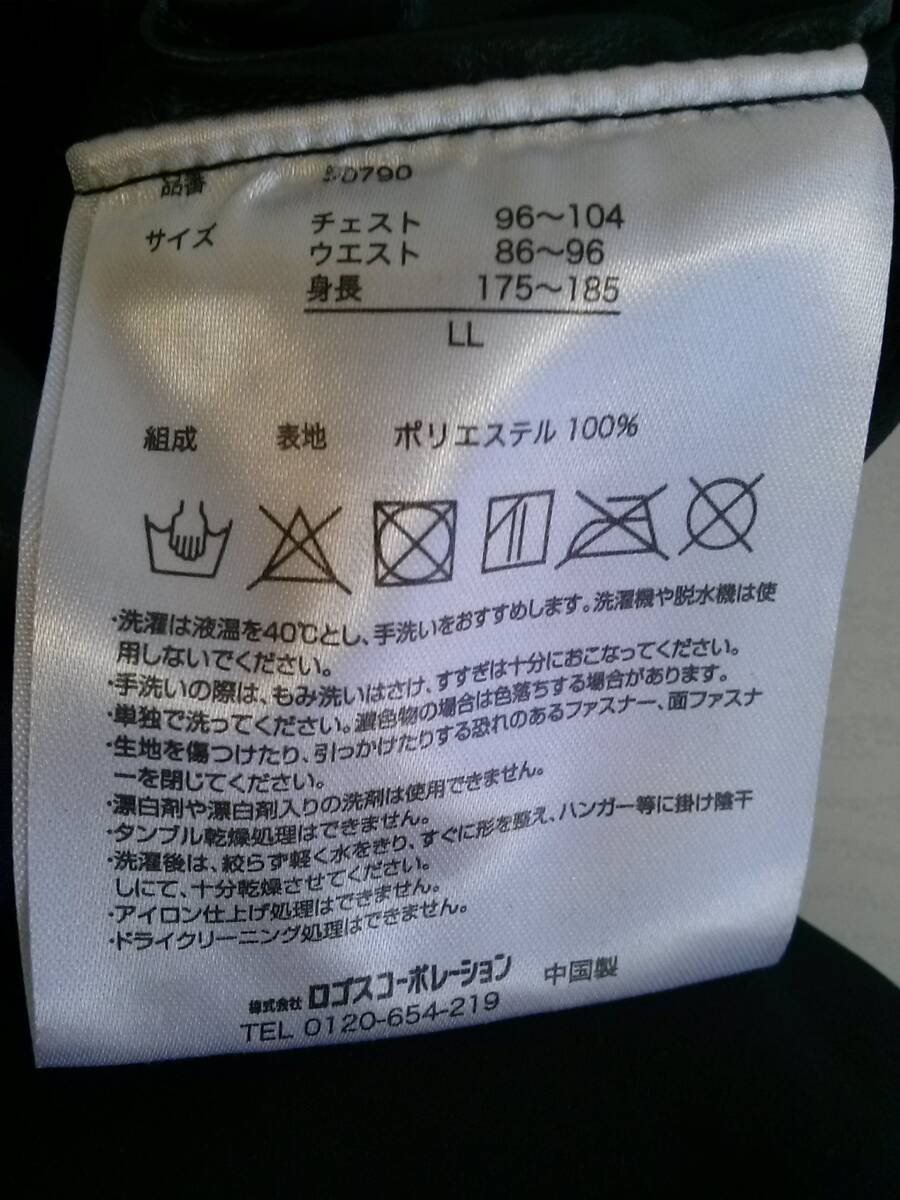 品番
サイズ チェスト 96～104
ウエスト 86～96
身長 175～185
LL
組成 表地 ポリエステル 100%
・洗濯は液温を40℃とし、手洗いをおすすめします。洗濯機や脱水機は使
用しないでください。
・手洗いの際は、もみ洗いはさけ、すすぎは十分におこなってください。
・単独で洗ってください。濃色物の場合は色落ちする場合があります。
・生地を傷つけたり、引っかけたりする恐れのあるファスナー、面ファスナ
ーを閉じてください。
・漂白剤や漂白剤入りの洗剤は使用できません。
・タンブル乾燥処理はできません。
・洗濯後は、絞らず軽く水をきり、すぐに形を整え、ハンガー等に掛け陰干
しにて、十分乾燥させてください。
・アイロン仕上げ処理はできません。
・ドライクリーニング処理はできません。
株式会社 ロゴスコーポレーション 中国製
TEL 0120-654-219